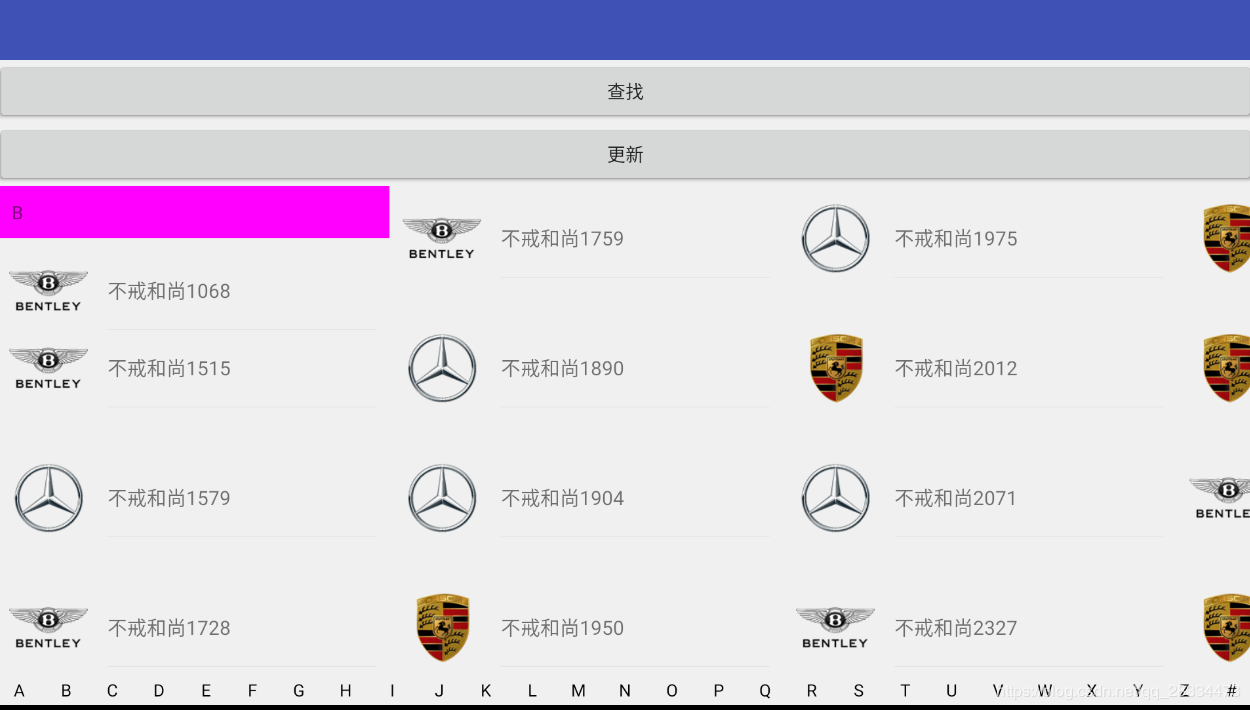 查找
更新
B
BENTLEY
不戒和尚1068
BENTLEY
不戒和尚1515
不戒和尚1579
BENTLEY
不戒和尚1728
BENTLEY
不戒和尚1759
不戒和尚1890
不戒和尚1904
不戒和尚1950
不戒和尚1975
不戒和尚2012
不戒和尚2071
BENTLEY
不戒和尚2327
BENTLE
A B C D E F G H I J K L M N O P Q R S T U V W X Y Z #